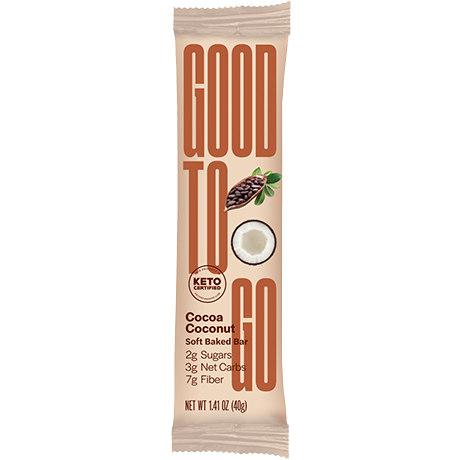 GOOD
TO
GO
KETO
CERTIFIED
Cocoa
Coconut
Soft Baked Bar
2g Sugars
3g Net Carbs
7g Fiber
NET WT 1.41 OZ (40g)